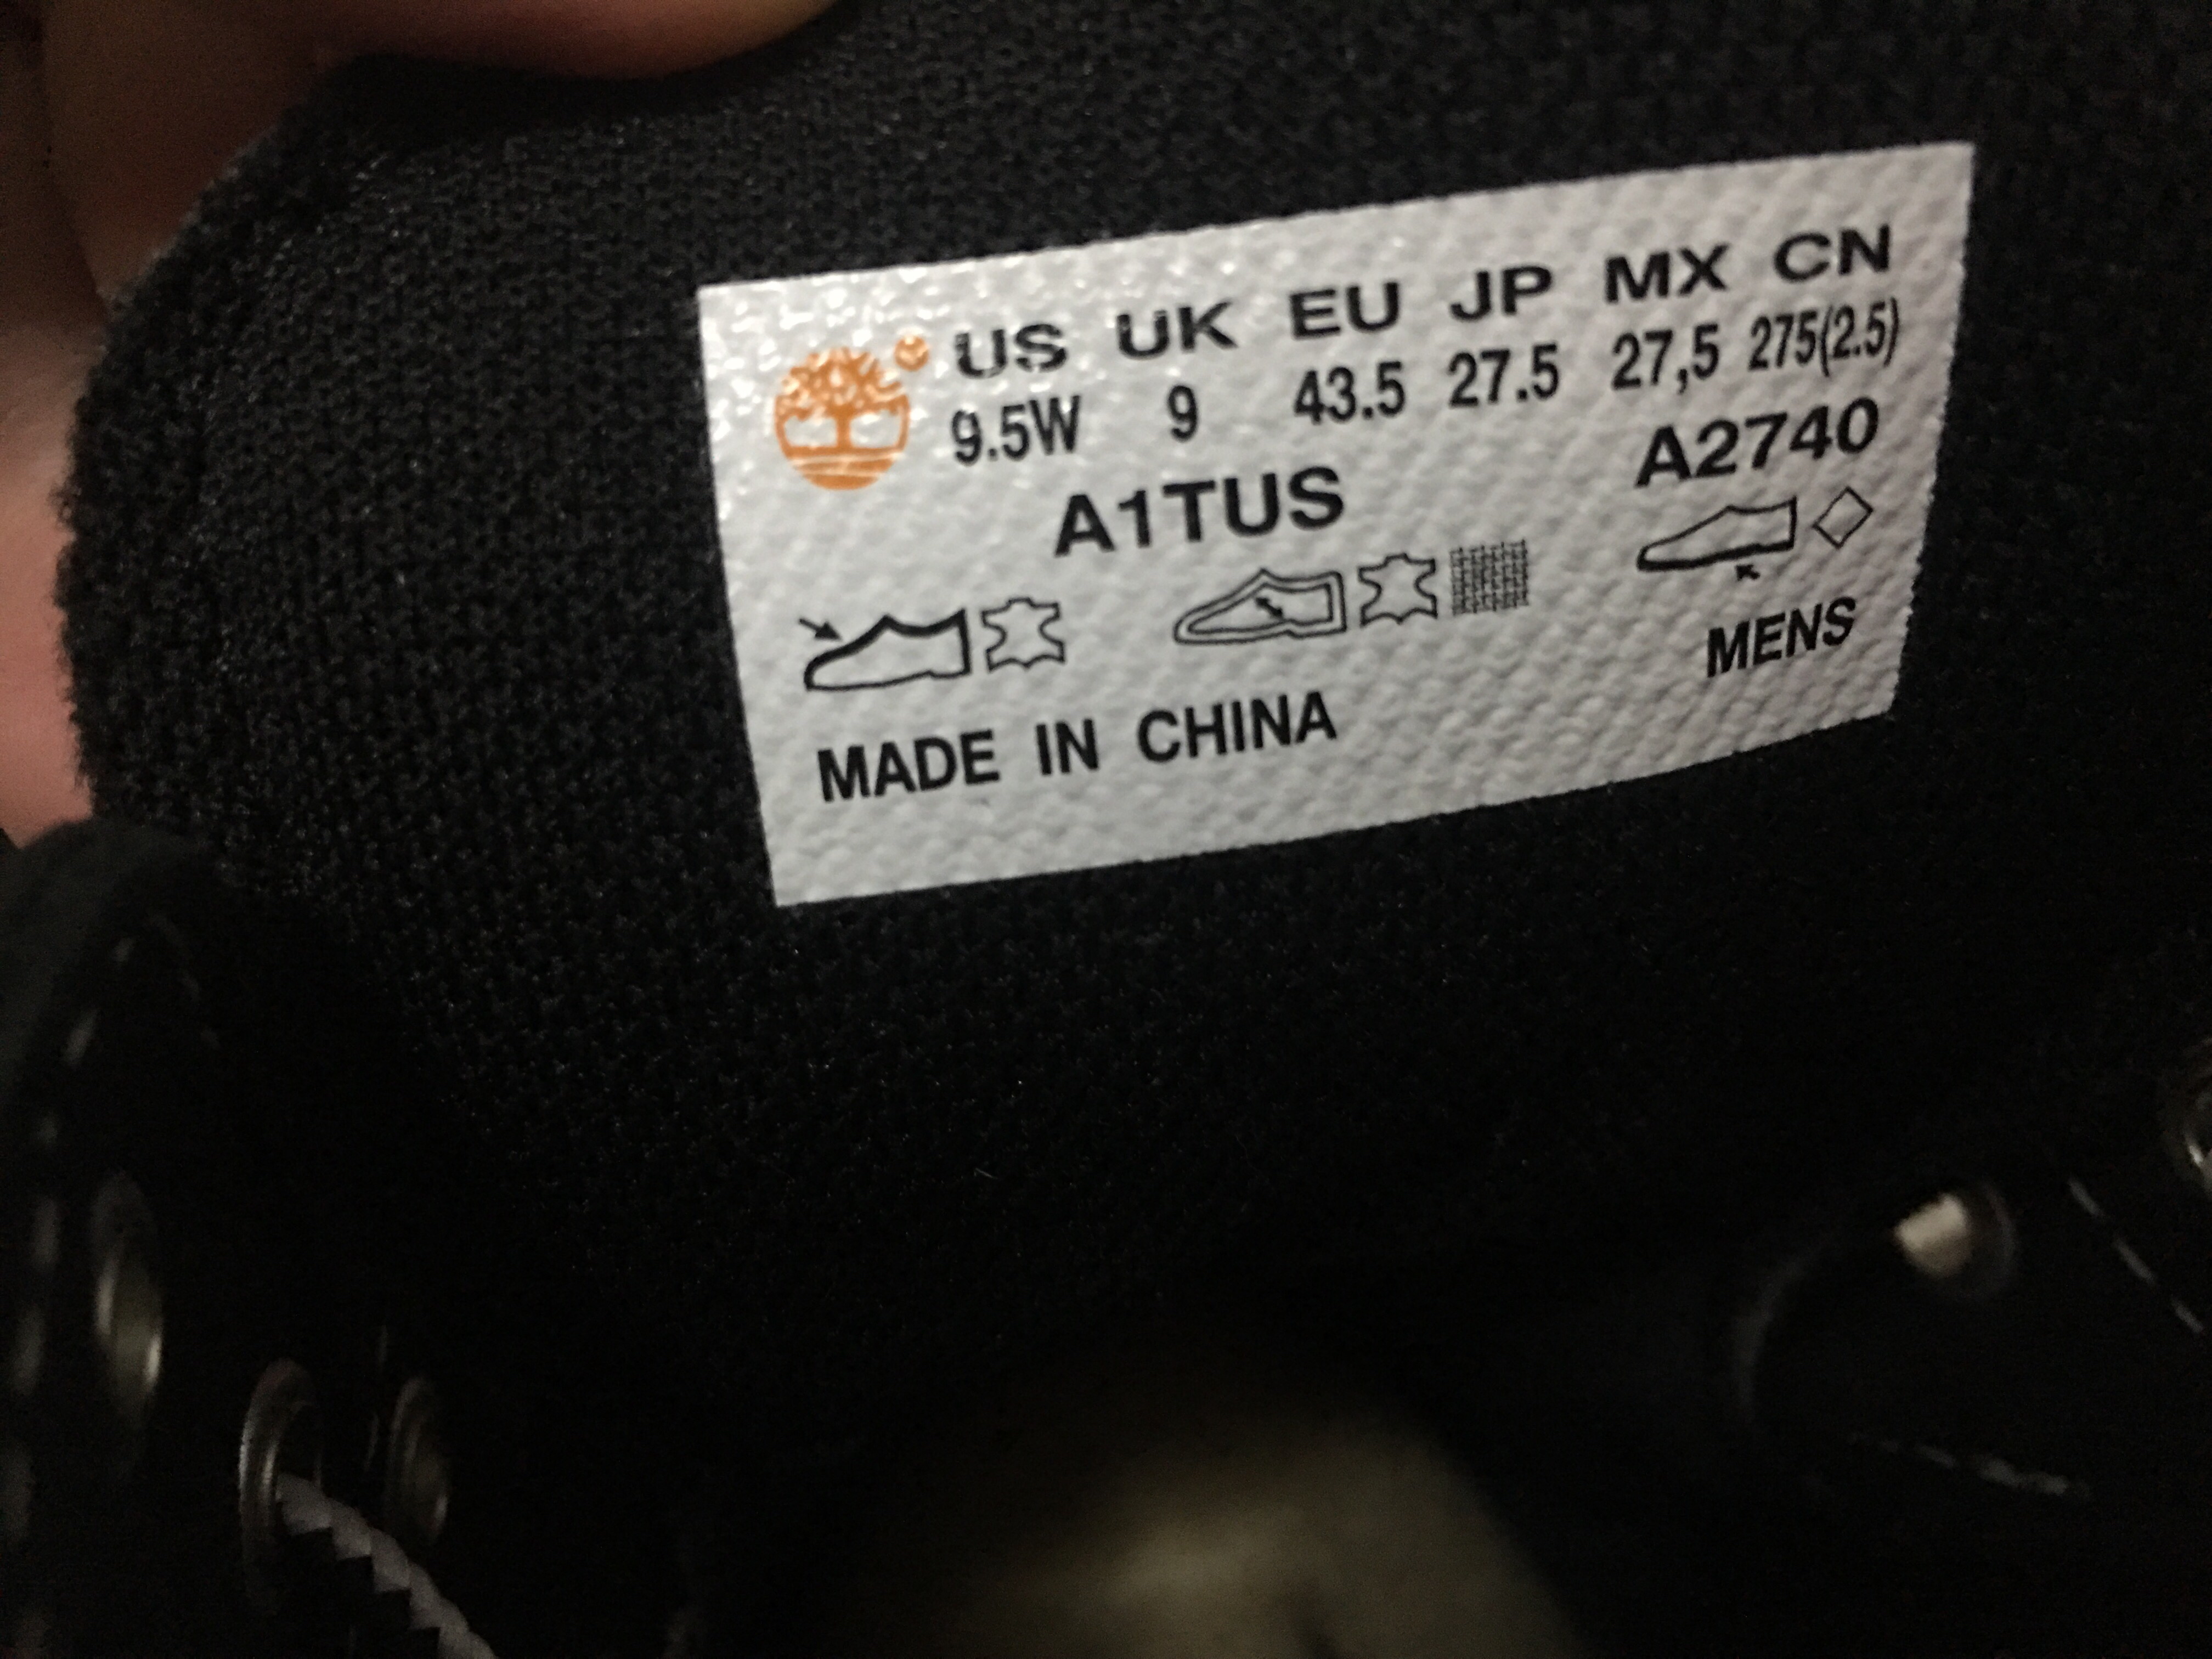 US UK EU JP MX CN
9.5W 9 43.5 27.5 27,5 275(2.5)
A1TUS A2740
MENS
MADE IN CHINA